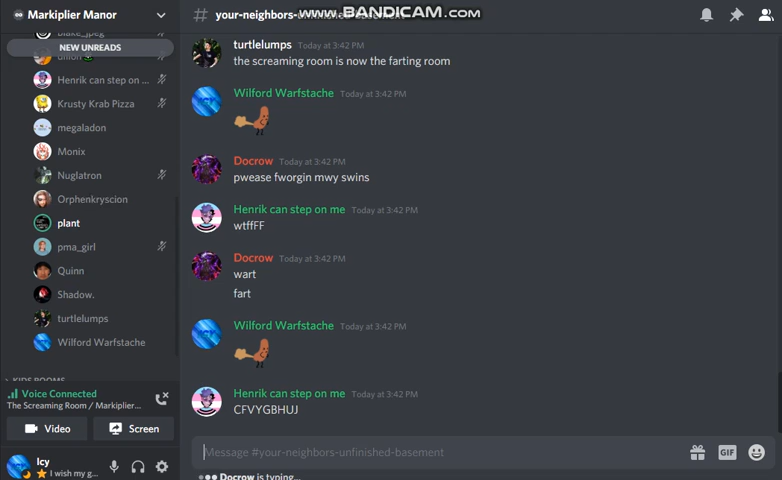 Markiplier Manor
your-neighbors-
www.BANDICAM.com
NEW UNREADS
Henrik can step on ...
Krusty Krab Pizza
megaladon
Monix
Nuglatron
Orphenkryscion
plant
pma_girl
Quinn
Shadow.
turtlelumps
Wilford Warfstache
KIDS ROOMS
Voice Connected
The Screaming Room / Markiplier...
Video
Screen
Icy
I wish my g...
turtlelumps Today at 3:42 PM
the screaming room is now the farting room
Wilford Warfstache Today at 3:42 PM
Docrow Today at 3:42 PM
pwease fworgin mwy swins
Henrik can step on me Today at 3:42 PM
wtffFF
Docrow Today at 3:42 PM
wart
fart
Wilford Warfstache Today at 3:42 PM
Henrik can step on me Today at 3:42 PM
CFVYGBHUJ
Message #your-neighbors-unfinished-basement
GIF
Docrow is typing...